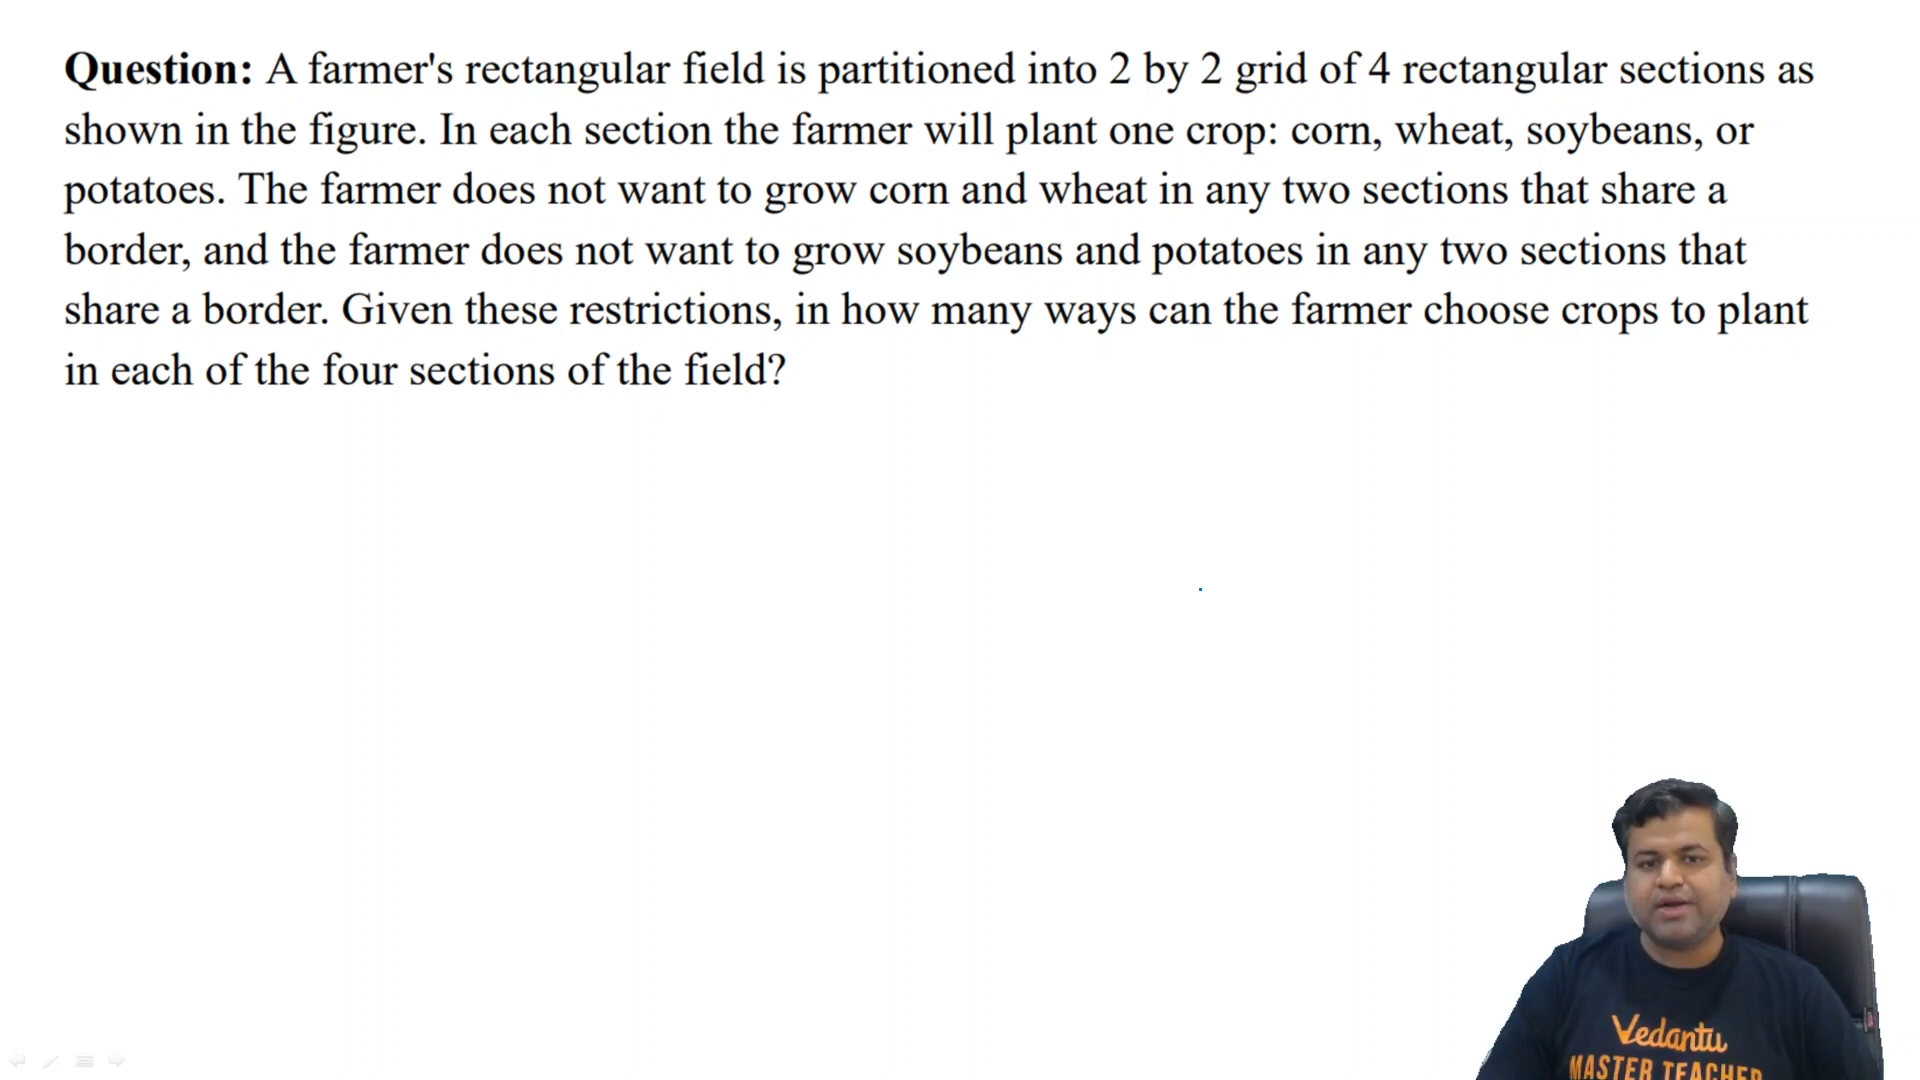 Question: A farmer's rectangular field is partitioned into 2 by 2 grid of 4 rectangular sections as
shown in the figure. In each section the farmer will plant one crop: corn, wheat, soybeans, or
potatoes. The farmer does not want to grow corn and wheat in any two sections that share a
border, and the farmer does not want to grow soybeans and potatoes in any two sections that
share a border. Given these restrictions, in how many ways can the farmer choose crops to plant
in each of the four sections of the field?
Vedantu
MASTER TEACHER